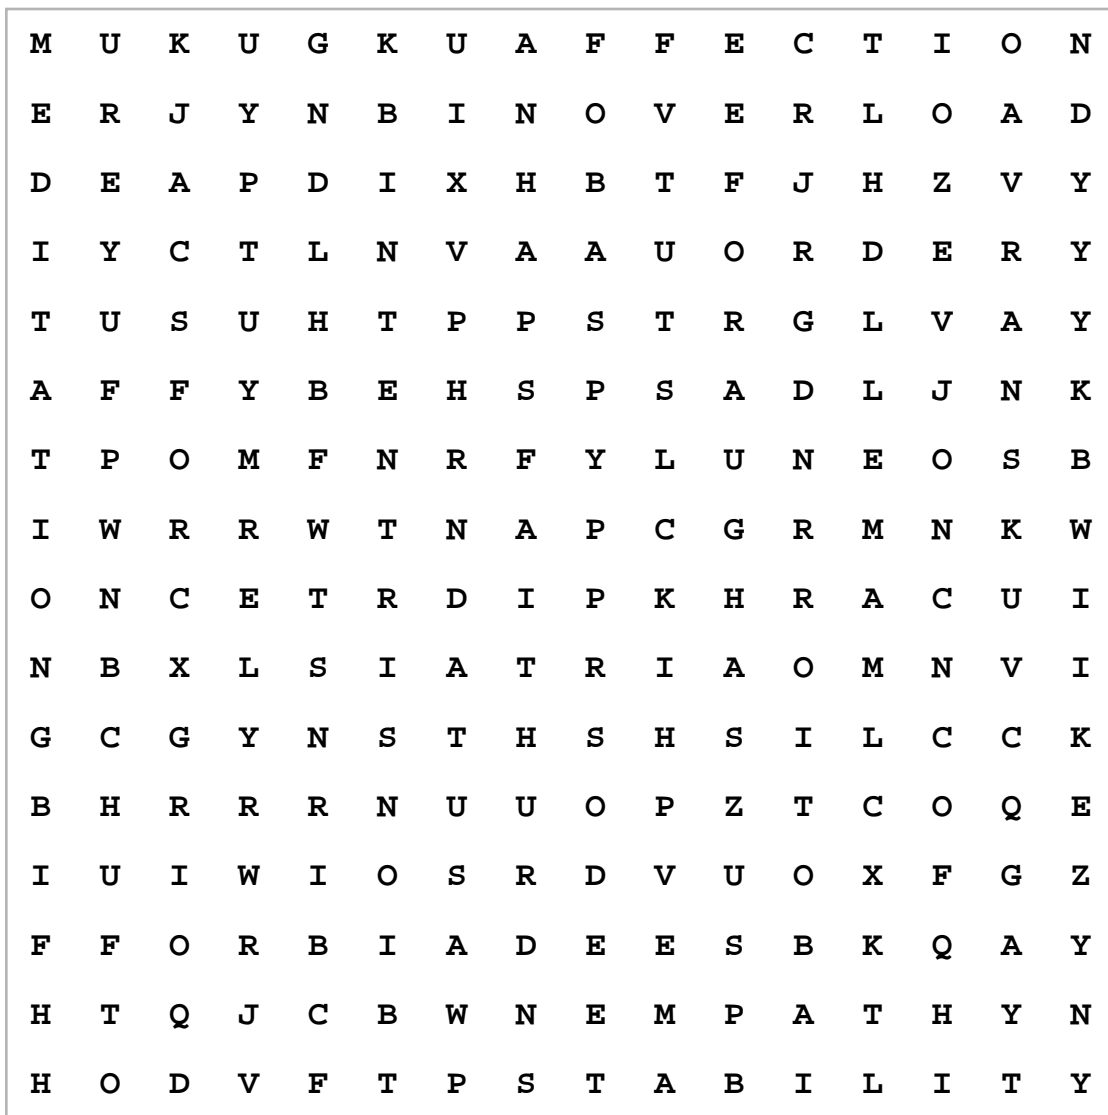 M U K U G K U A F F E C T I O N
E R J Y N B I N O V E R L O A D
D E A P D I X H B T F J H Z V Y
I Y C T L N V A A U O R D E R Y
T U S U H T P P S T R G L V A Y
A F F Y B E H S P S A D L J N K
T P O M F N R F Y L U N E O S B
I W R R W T N A P C G R M N K W
O N C E T R D I P K H R A C U I
N B X L S I A T R I A O M N V I
G C G Y N S T H S H S I L C C K
B H R R R N U U O P Z T C O Q E
I U I W I O S R D V U O X F G Z
F F O R B I A D E E S B K Q A Y
H T Q J C B W N E M P A T H Y N
H O D V F T P S T A B I L I T Y